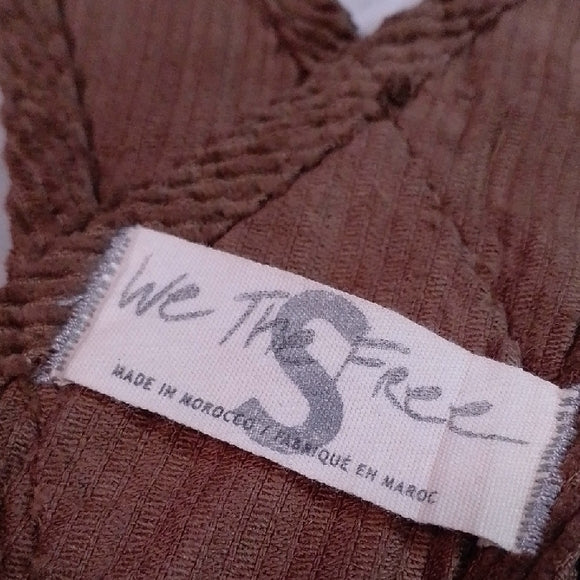 We The Free
S
MADE IN MOROCCO / FABRIQUÉ EN MAROC